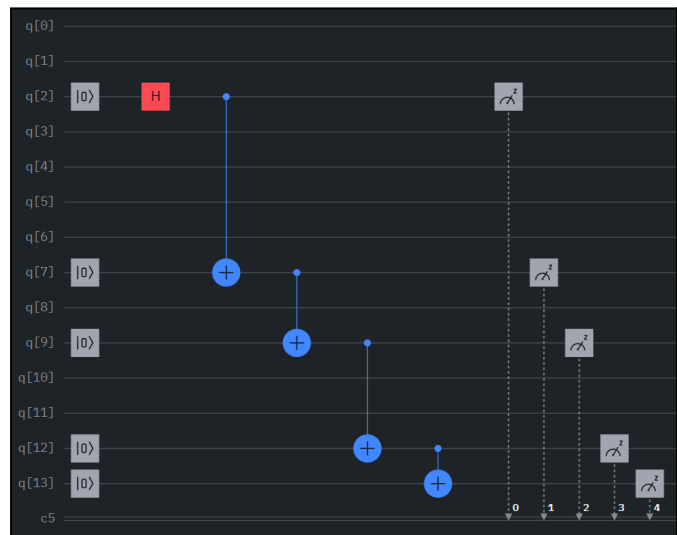 q[0]
q[1]
q[2] |0⟩ H z
q[3]
q[4]
q[5]
q[6]
q[7] |0⟩ + z
q[8]
q[9] |0⟩ + z
q[10]
q[11]
q[12] |0⟩ + z
q[13] |0⟩ + z
c5 0 1 2 3 4